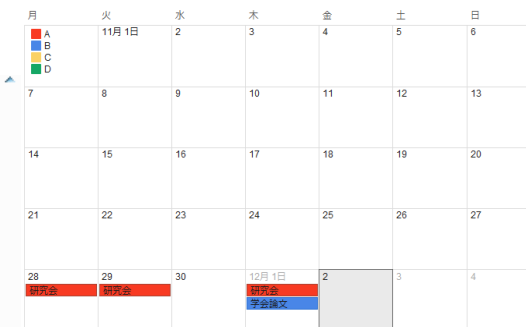 月 火 水 木 金 土 日
A 11月 1日 2 3 4 5 6
B
C
D
7 8 9 10 11 12 13
14 15 16 17 18 19 20
21 22 23 24 25 26 27
28 29 30 12月 1日 2 3 4
研究会 研究会 研究会
学会論文